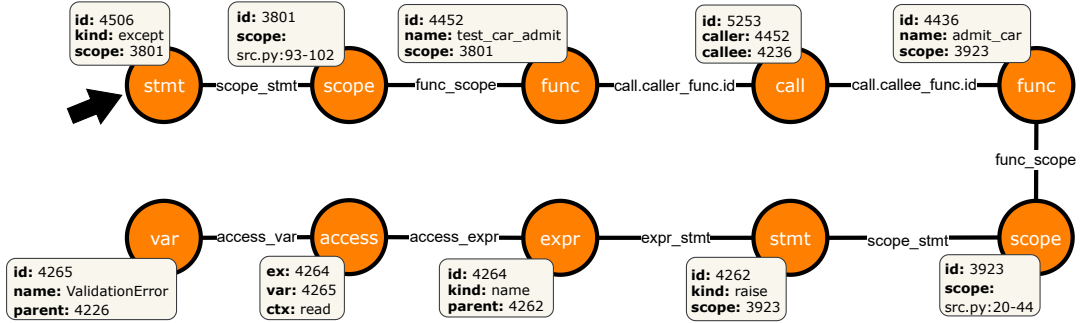 id: 4506
kind: except
scope: 3801
id: 3801
scope:
src.py:93-102
id: 4452
name: test_car_admit
scope: 3801
id: 5253
caller: 4452
callee: 4236
id: 4436
name: admit_car
scope: 3923
stmt
scope_stmt
scope
func_scope
func
call.caller_func.id
call
call.callee_func.id
func
func_scope
var
access_var
access
access_expr
expr
expr_stmt
stmt
scope_stmt
scope
id: 4265
name: ValidationError
parent: 4226
ex: 4264
var: 4265
ctx: read
id: 4264
kind: name
parent: 4262
id: 4262
kind: raise
scope: 3923
id: 3923
scope:
src.py:20-44